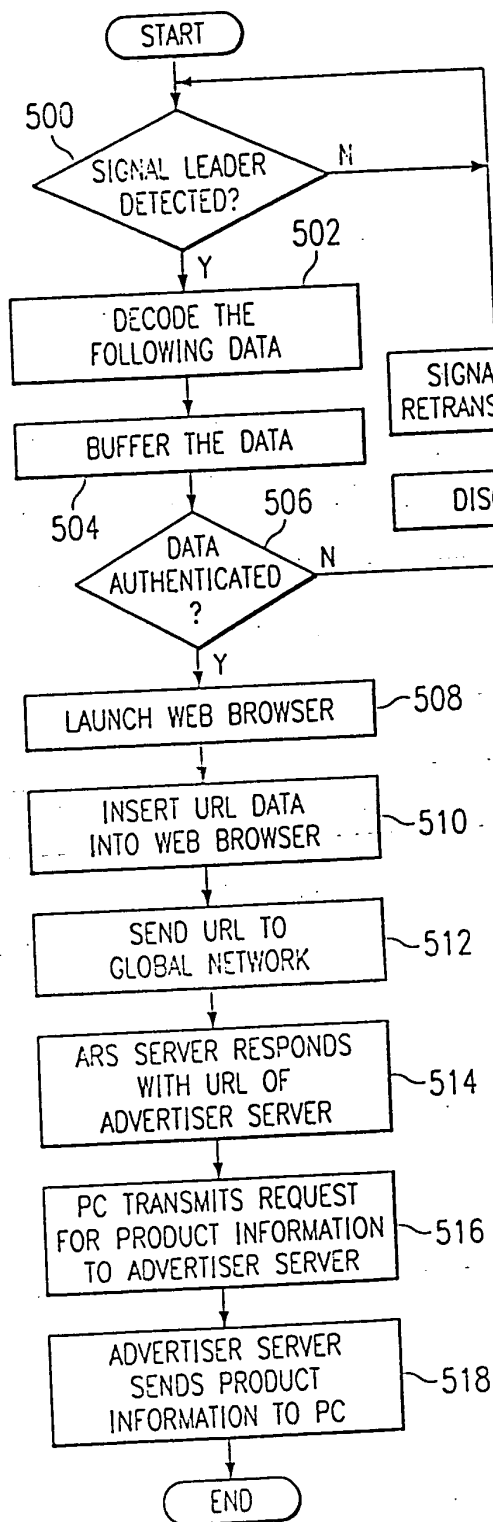 START
500
SIGNAL LEADER
DETECTED?
N
Y
502
DECODE THE
FOLLOWING DATA
SIGNA
RETRANS
BUFFER THE DATA
504
DISC
506
DATA
AUTHENTICATED
?
N
Y
LAUNCH WEB BROWSER
508
INSERT URL DATA
INTO WEB BROWSER
510
SEND URL TO
GLOBAL NETWORK
512
ARS SERVER RESPONDS
WITH URL OF
ADVERTISER SERVER
514
PC TRANSMITS REQUEST
FOR PRODUCT INFORMATION
TO ADVERTISER SERVER
516
ADVERTISER SERVER
SENDS PRODUCT
INFORMATION TO PC
518
END